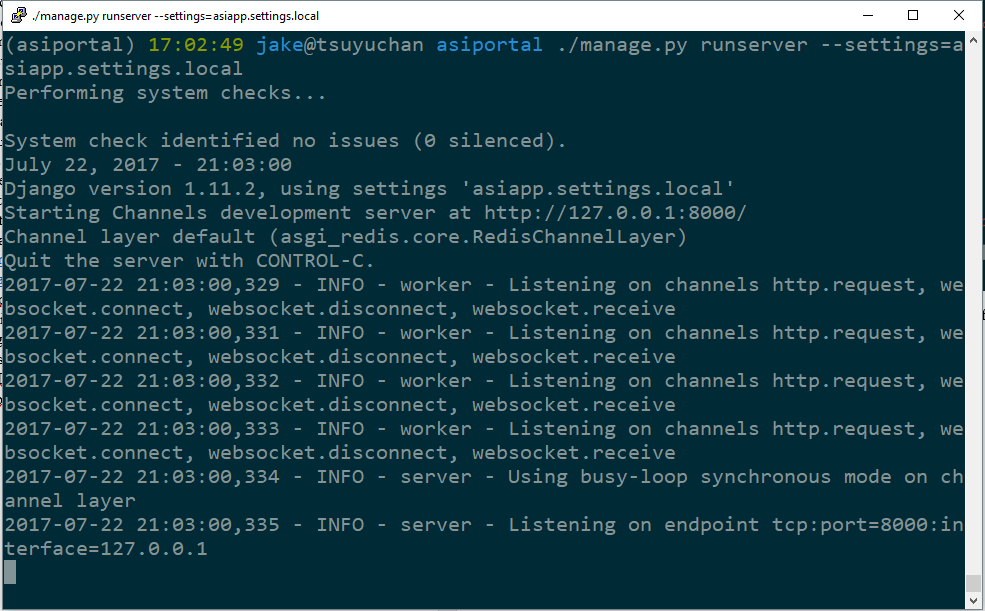 ./manage.py runserver --settings=asiapp.settings.local
(asiportal) 17:02:49 jake@tsuyuchan asiportal ./manage.py runserver --settings=a
siapp.settings.local
Performing system checks...
System check identified no issues (0 silenced).
July 22, 2017 - 21:03:00
Django version 1.11.2, using settings 'asiapp.settings.local'
Starting Channels development server at http://127.0.0.1:8000/
Channel layer default (asgi_redis.core.RedisChannelLayer)
Quit the server with CONTROL-C.
2017-07-22 21:03:00,329 - INFO - worker - Listening on channels http.request, we
bsocket.connect, websocket.disconnect, websocket.receive
2017-07-22 21:03:00,331 - INFO - worker - Listening on channels http.request, we
bsocket.connect, websocket.disconnect, websocket.receive
2017-07-22 21:03:00,332 - INFO - worker - Listening on channels http.request, we
bsocket.connect, websocket.disconnect, websocket.receive
2017-07-22 21:03:00,333 - INFO - worker - Listening on channels http.request, we
bsocket.connect, websocket.disconnect, websocket.receive
2017-07-22 21:03:00,334 - INFO - server - Using busy-loop synchronous mode on ch
annel layer
2017-07-22 21:03:00,335 - INFO - server - Listening on endpoint tcp:port=8000:in
terface=127.0.0.1